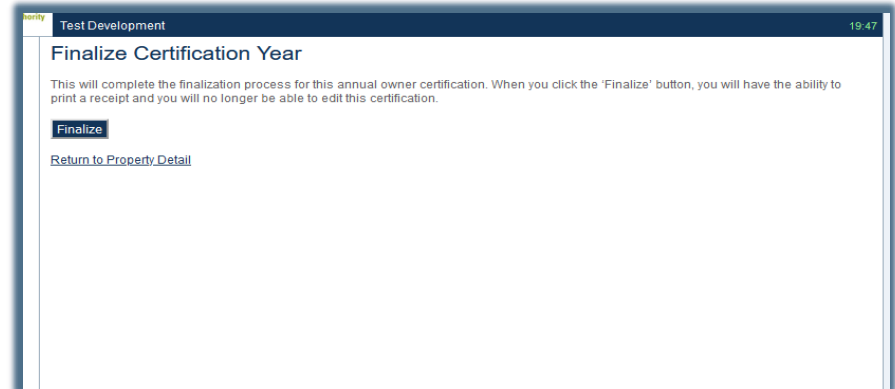 hority
Test Development
19:47
Finalize Certification Year
This will complete the finalization process for this annual owner certification. When you click the 'Finalize' button, you will have the ability to
print a receipt and you will no longer be able to edit this certification.
Finalize
Return to Property Detail